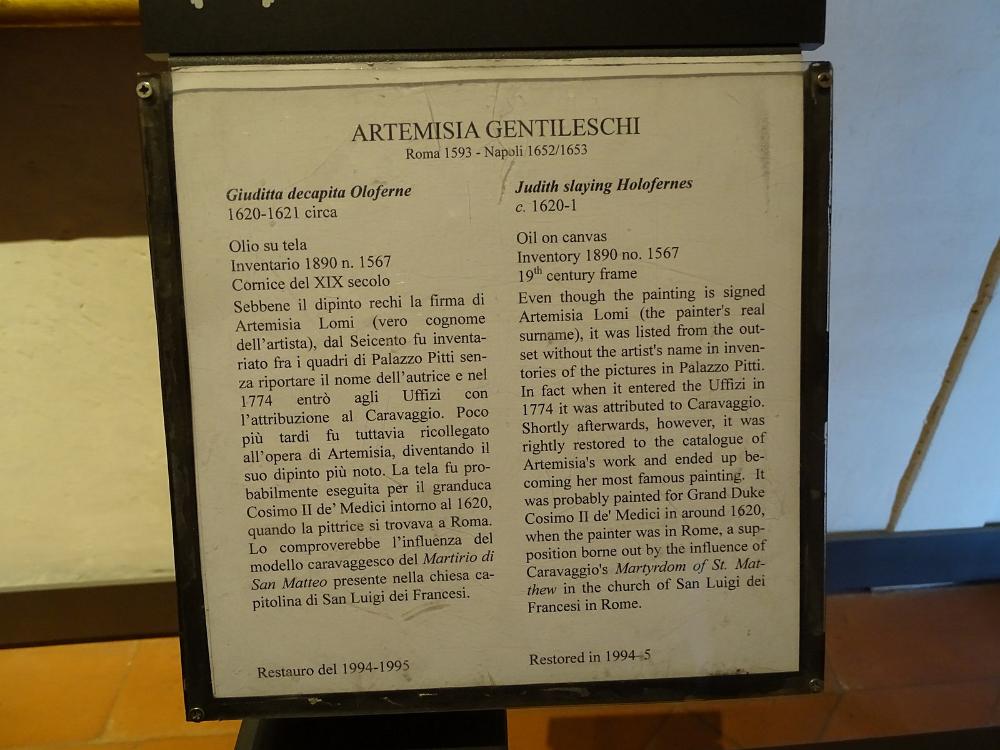 ARTEMISIA GENTILESCHI
Roma 1593 - Napoli 1652/1653
Giuditta decapita Oloferne
1620-1621 circa
Olio su tela
Inventario 1890 n. 1567
Cornice del XIX secolo
Sebbene il dipinto rechi la firma di
Artemisia Lomi (vero cognome
dell'artista), dal Seicento fu inventa-
riato fra i quadri di Palazzo Pitti sen-
za riportare il nome dell'autrice e nel
1774 entrò agli Uffizi con
l'attribuzione al Caravaggio. Poco
più tardi fu tuttavia ricollegato
all'opera di Artemisia, diventando il
suo dipinto più noto. La tela fu pro-
babilmente eseguita per il granduca
Cosimo II de' Medici intorno al 1620,
quando la pittrice si trovava a Roma.
Lo comproverebbe l'influenza del
modello caravaggesco del Martirio di
San Matteo presente nella chiesa ca-
pitolina di San Luigi dei Francesi.
Restauro del 1994-1995
Judith slaying Holofernes
c. 1620-1
Oil on canvas
Inventory 1890 no. 1567
19th century frame
Even though the painting is signed
Artemisia Lomi (the painter's real
surname), it was listed from the out-
set without the artist's name in inven-
tories of the pictures in Palazzo Pitti.
In fact when it entered the Uffizi in
1774 it was attributed to Caravaggio.
Shortly afterwards, however, it was
rightly restored to the catalogue of
Artemisia's work and ended up be-
coming her most famous painting. It
was probably painted for Grand Duke
Cosimo II de' Medici in around 1620,
when the painter was in Rome, a sup-
position borne out by the influence of
Caravaggio's Martyrdom of St. Mat-
thew in the church of San Luigi dei
Francesi in Rome.
Restored in 1994-5